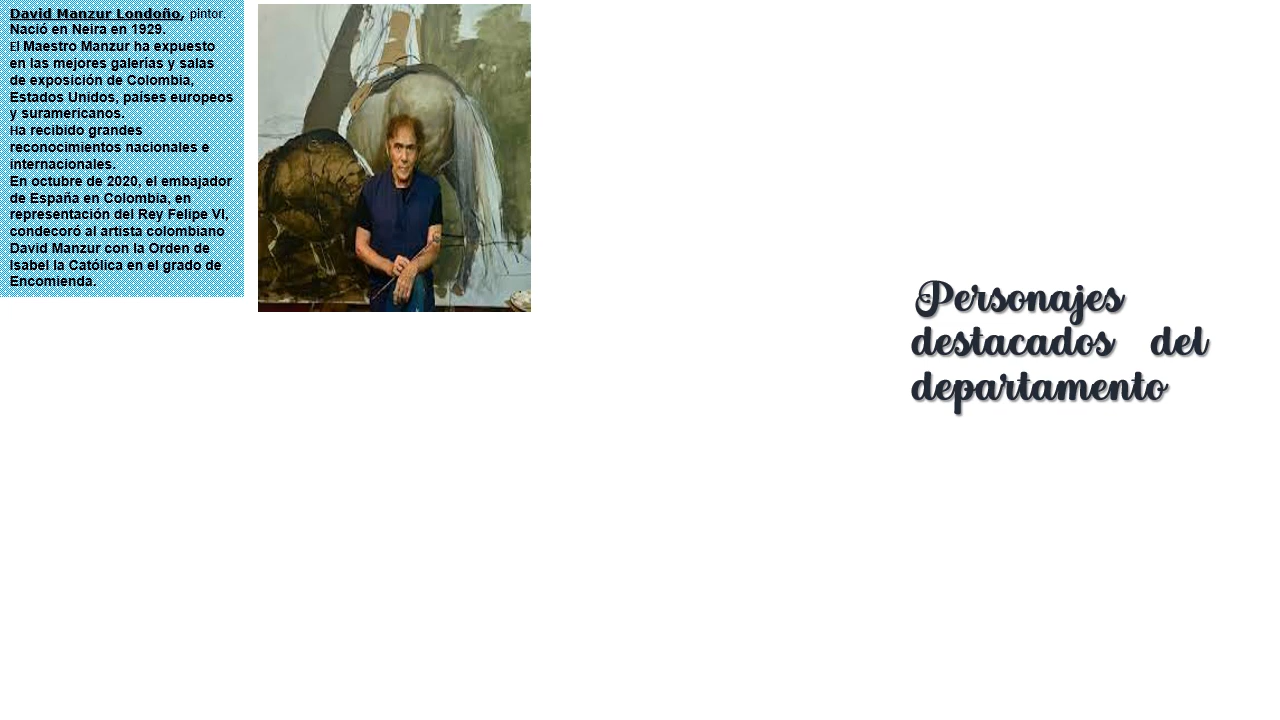 David Manzur Londoño, pintor.
Nació en Neira en 1929.
El Maestro Manzur ha expuesto
en las mejores galerías y salas
de exposición de Colombia,
Estados Unidos, países europeos
y suramericanos.
Ha recibido grandes
reconocimientos nacionales e
internacionales.
En octubre de 2020, el embajador
de España en Colombia, en
representación del Rey Felipe VI,
condecoró al artista colombiano
David Manzur con la Orden de
Isabel la Católica en el grado de
Encomienda.
Personajes
destacados del
departamento